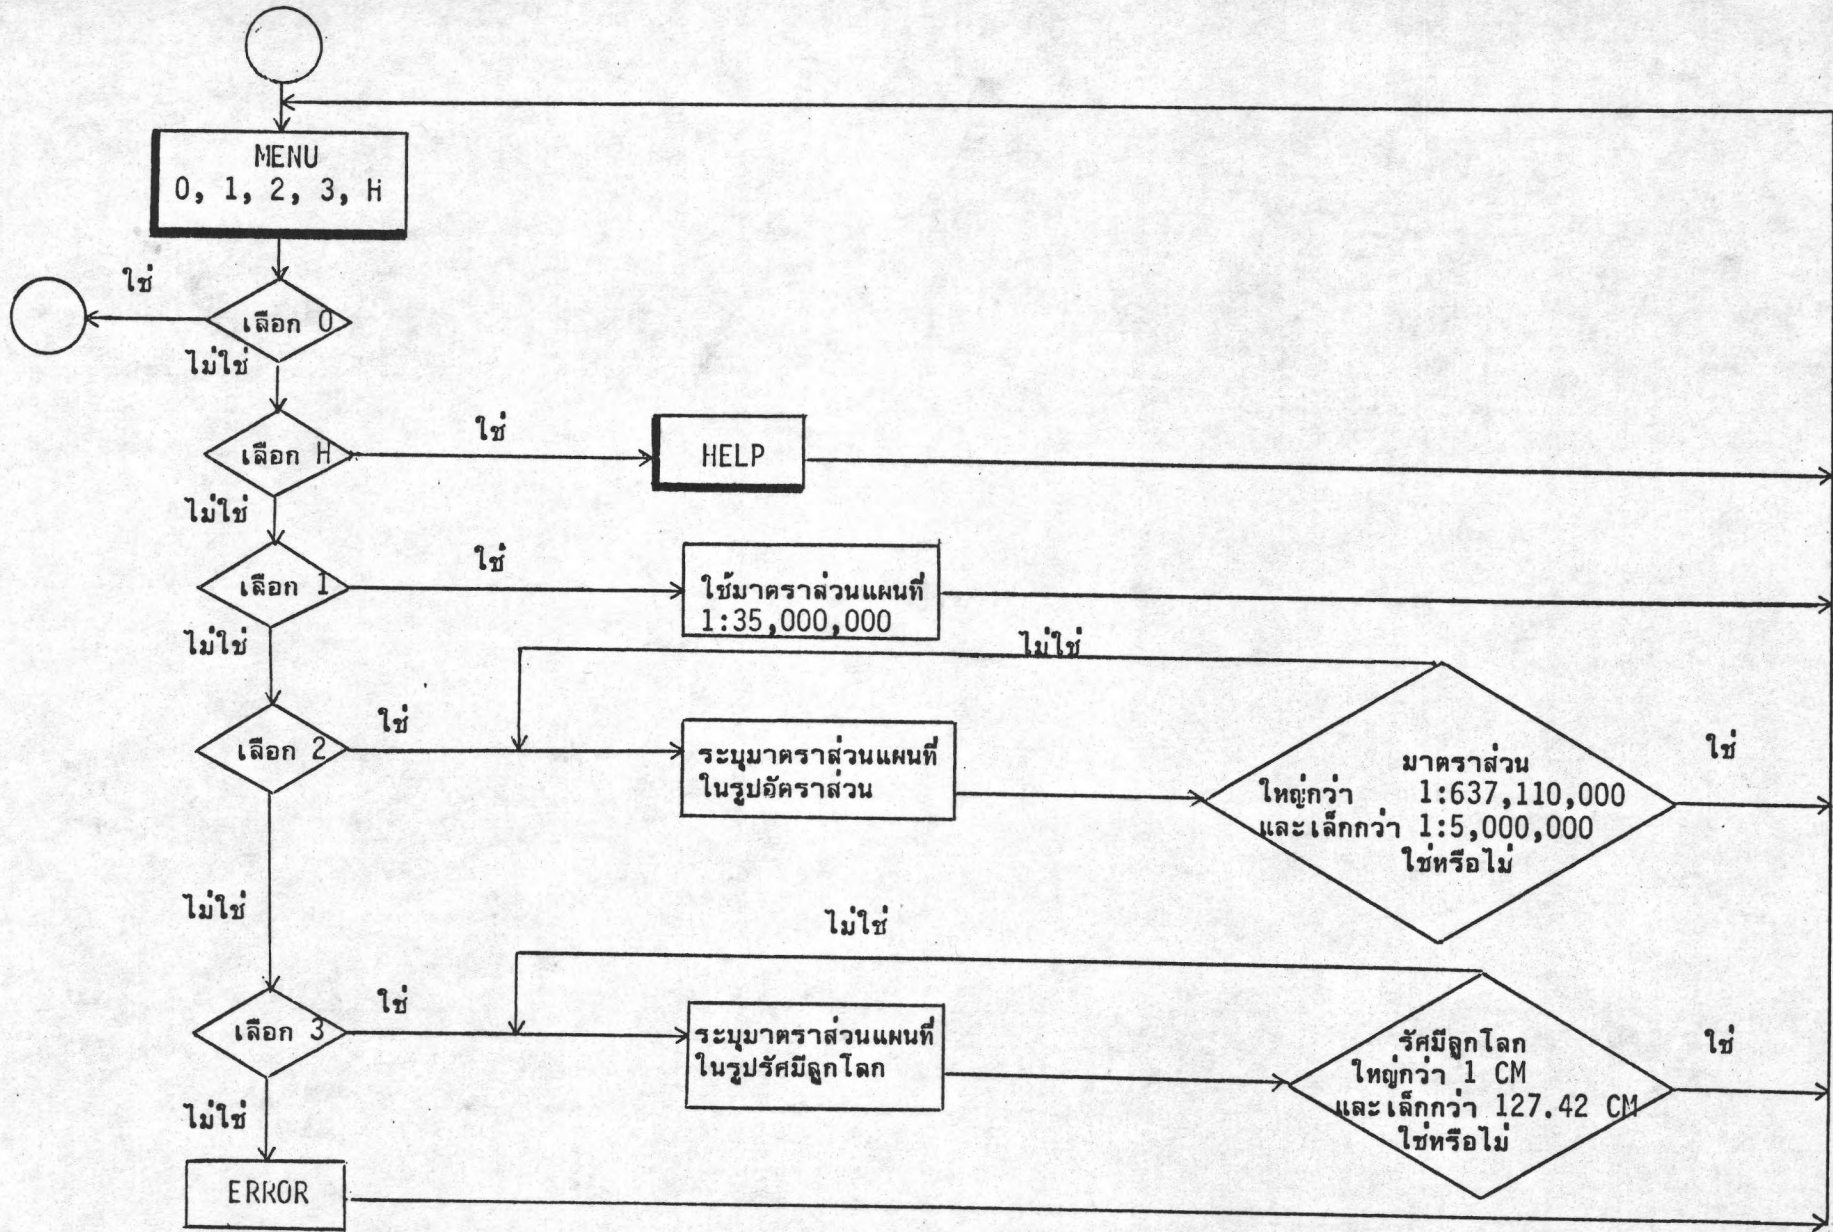 MENU
0, 1, 2, 3, H
ใช่
เลือก 0
ไม่ใช่
เลือก H
ใช่
HELP
ไม่ใช่
เลือก 1
ใช่
ใช้มาตราส่วนแผนที่
1:35,000,000
ไม่ใช่
ไม่ใช่
เลือก 2
ใช่
ระบุมาตราส่วนแผนที่
ในรูปอัตราส่วน
มาตราส่วน
ใหญ่กว่า 1:637,110,000
และเล็กกว่า 1:5,000,000
ใช่หรือไม่
ใช่
ไม่ใช่
ไม่ใช่
เลือก 3
ใช่
ระบุมาตราส่วนแผนที่
ในรูปรัศมีลูกโลก
รัศมีลูกโลก
ใหญ่กว่า 1 CM
และเล็กกว่า 127.42 CM
ใช่หรือไม่
ใช่
ไม่ใช่
ERROR